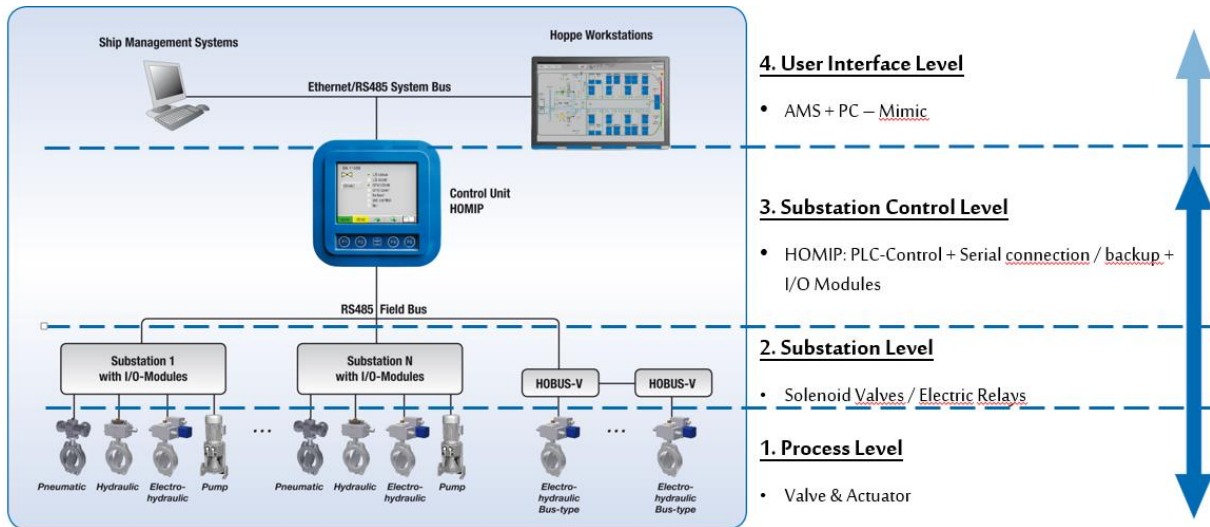 Ship Management Systems
Hoppe Workstations
Ethernet/RS485 System Bus
Control Unit
HOMIP
RS485 Field Bus
Substation 1
with I/O-Modules
Substation N
with I/O-Modules
HOBUS-V
HOBUS-V
...
...
...
Pneumatic
Hydraulic
Electro-
hydraulic
Pump
Pneumatic
Hydraulic
Electro-
hydraulic
Pump
Electro-
hydraulic
Bus-type
Electro-
hydraulic
Bus-type
4. User Interface Level
• AMS + PC – Mimic
3. Substation Control Level
• HOMIP: PLC-Control + Serial connection / backup +
I/O Modules
2. Substation Level
• Solenoid Valves / Electric Relays
1. Process Level
• Valve & Actuator